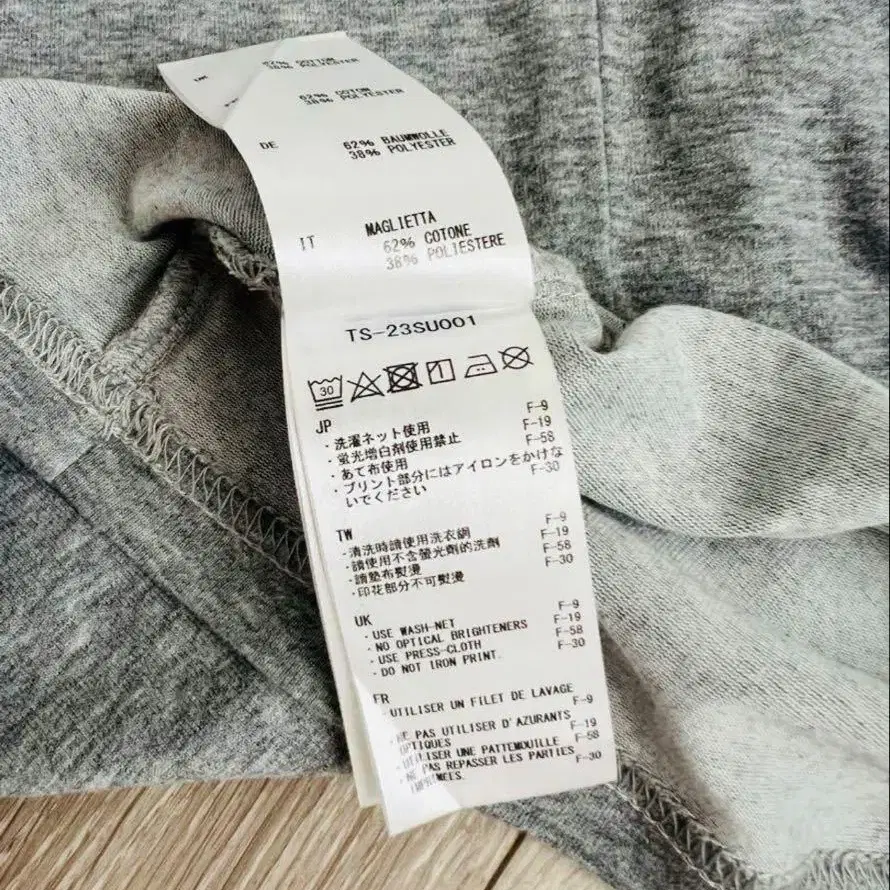 UK
62% COTTON
38% POLYESTER
62% COTON
38% POLYESTER
DE
62% BAUMWOLLE
38% POLYESTER
IT
MAGLIETTA
62% COTONE
38% POLIESTERE
TS-23SU001
30
JP
・洗濯ネット使用 F-9
・蛍光増白剤使用禁止 F-19
・あて布使用 F-58
・プリント部分にはアイロンをかけな
いでください F-30
TW
・清洗時請使用洗衣網 F-9
・請使用不含螢光劑的洗劑 F-19
・請墊布熨燙 F-58
・印花部分不可熨燙 F-30
UK
・USE WASH-NET F-9
・NO OPTICAL BRIGHTENERS F-19
・USE PRESS-CLOTH F-58
・DO NOT IRON PRINT. F-30
FR
・UTILISER UN FILET DE LAVAGE
F-9
NE PAS UTILISER D'AZURANTS
OPTIQUES F-19
UTILISER UNE PATTEMOUILLE F-58
NE PAS REPASSER LES PARTIES
IMPRIMEES. F-30